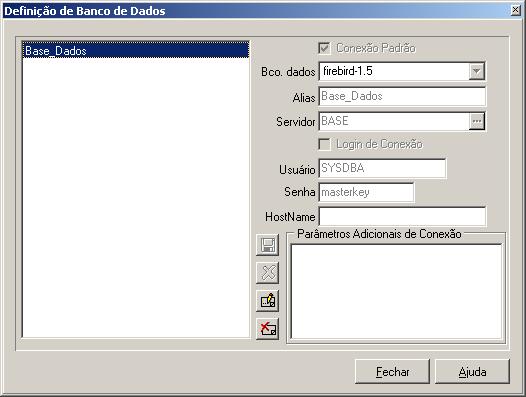 Definição de Banco de Dados
Base_Dados
Conexão Padrão
Bco. dados firebird-1.5
Alias Base_Dados
Servidor BASE ...
Login de Conexão
Usuário SYSDBA
Senha masterkey
HostName
Parâmetros Adicionais de Conexão
Fechar Ajuda